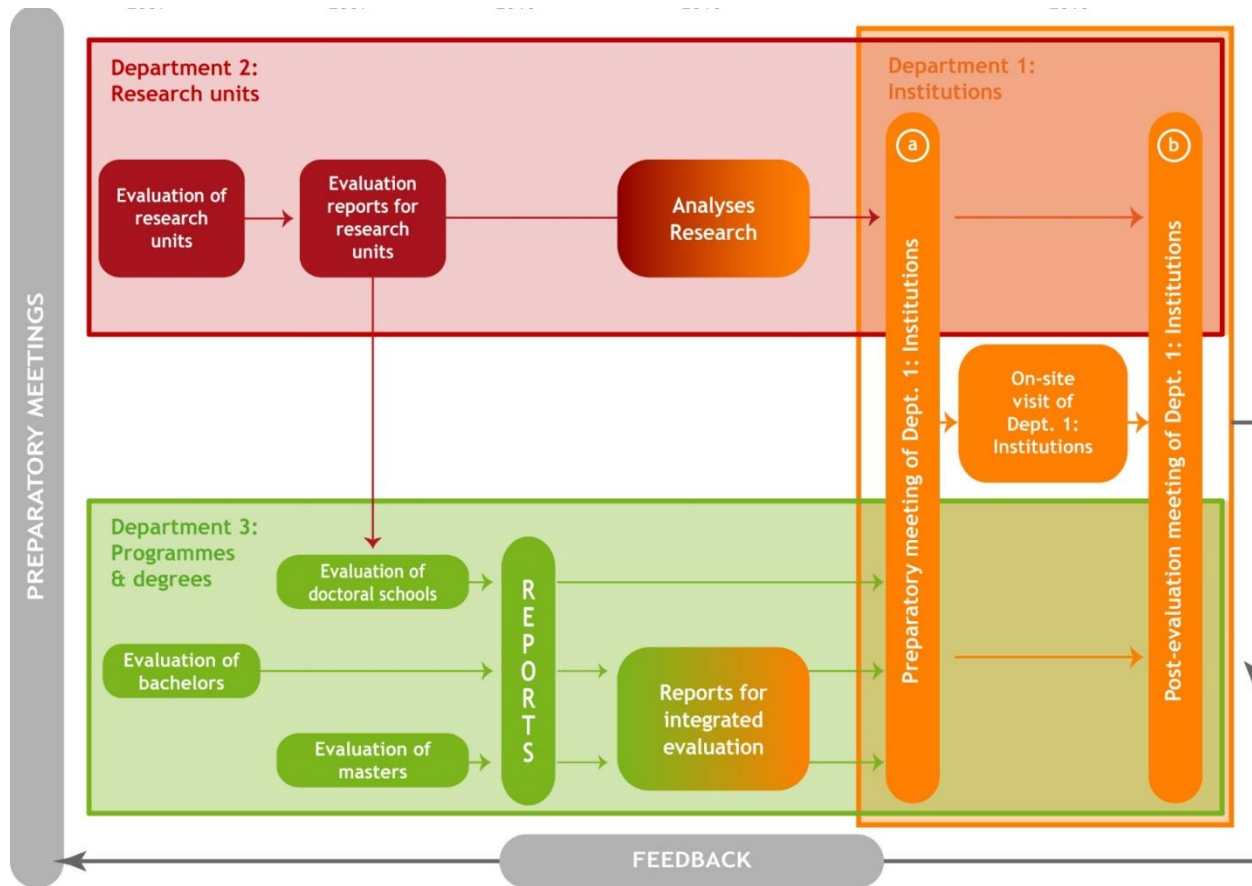 PREPARATORY MEETINGS
Department 2:
Research units
Department 1:
Institutions
Evaluation of
research
units
Evaluation
reports for
research
units
Analyses
Research
a
Preparatory meeting of Dept. 1: Institutions
b
Post-evaluation meeting of Dept. 1: Institutions
On-site
visit of
Dept. 1:
Institutions
Department 3:
Programmes
& degrees
Evaluation of
doctoral schools
Evaluation of
bachelors
Evaluation of
masters
REPORTS
Reports for
integrated
evaluation
FEEDBACK